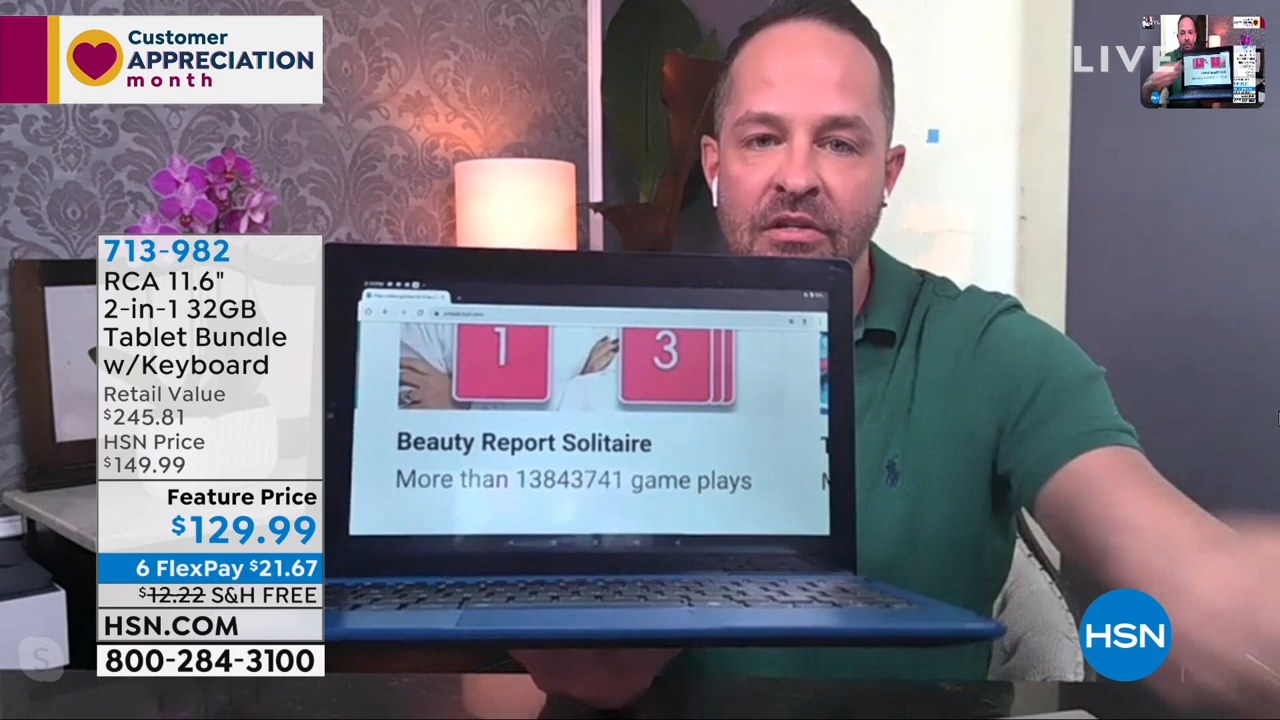 Customer
APPRECIATION
month
LIVE
713-982
RCA 11.6"
2-in-1 32GB
Tablet Bundle
w/Keyboard
Retail Value
$245.81
HSN Price
$149.99
Feature Price
$129.99
6 FlexPay $21.67
$12.22 S&H FREE
HSN.COM
800-284-3100
1
3
Beauty Report Solitaire
More than 13843741 game plays
HSN
S